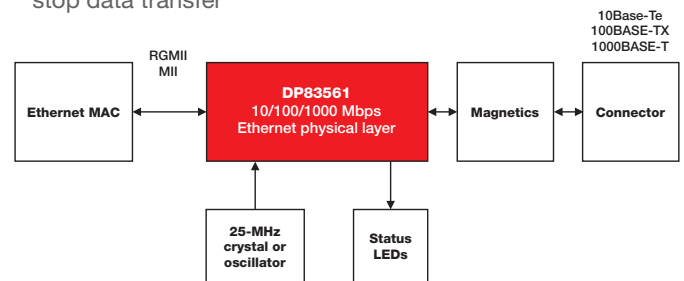 stop data transfer
10Base-Te
100BASE-TX
1000BASE-T
RGMII
MII
Ethernet MAC
DP83561
10/100/1000 Mbps
Ethernet physical layer
Magnetics
Connector
25-MHz
crystal or
oscillator
Status
LEDs